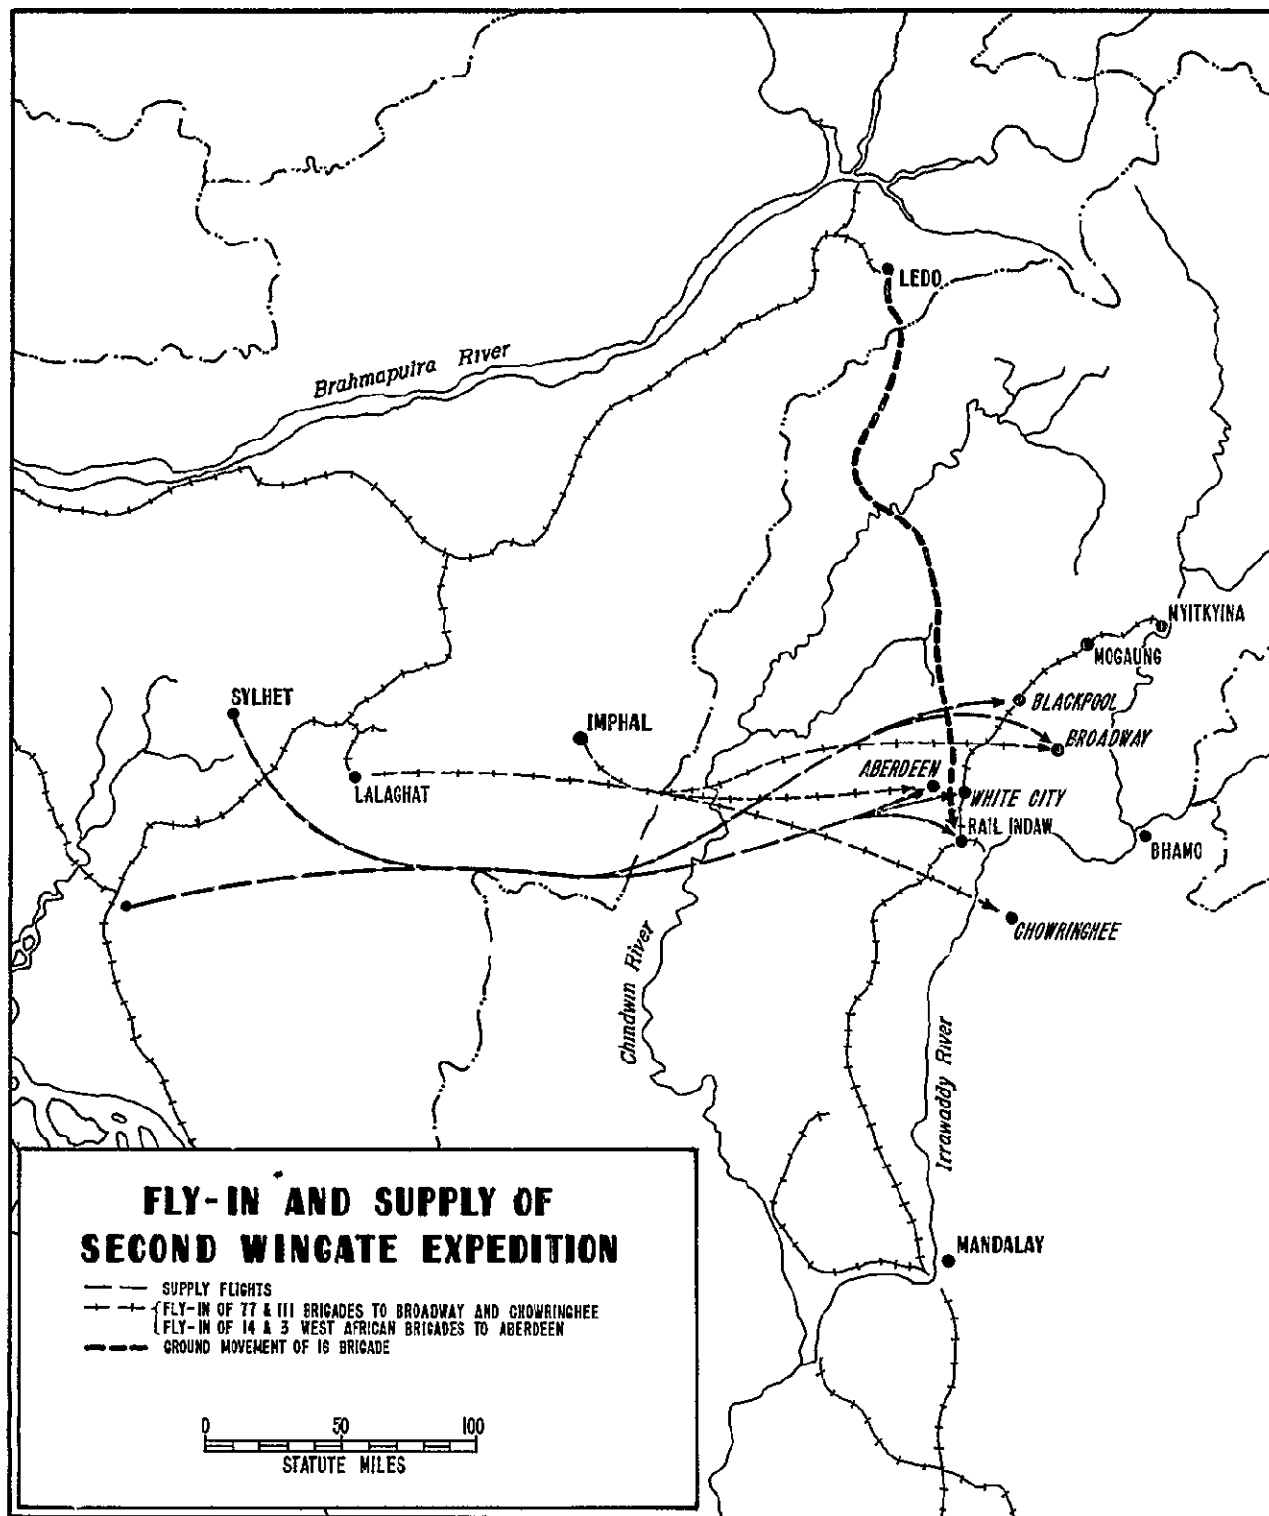 LEDO
Brahmaputra River
MYITKYINA
MOGAUNG
SYLHET
BLACKPOOL
IMPHAL
BROADWAY
ABERDEEN
LALAGHAT
WHITE CITY
RAIL INDAW
BHAMO
CHOWRINGHEE
Chindwin River
Irrawaddy River
MANDALAY
FLY-IN AND SUPPLY OF
SECOND WINGATE EXPEDITION
SUPPLY FLIGHTS
FLY-IN OF 77 & 111 BRIGADES TO BROADWAY AND CHOWRINGHEE
FLY-IN OF 14 & 3 WEST AFRICAN BRIGADES TO ABERDEEN
GROUND MOVEMENT OF 16 BRIGADE
0 50 100
STATUTE MILES